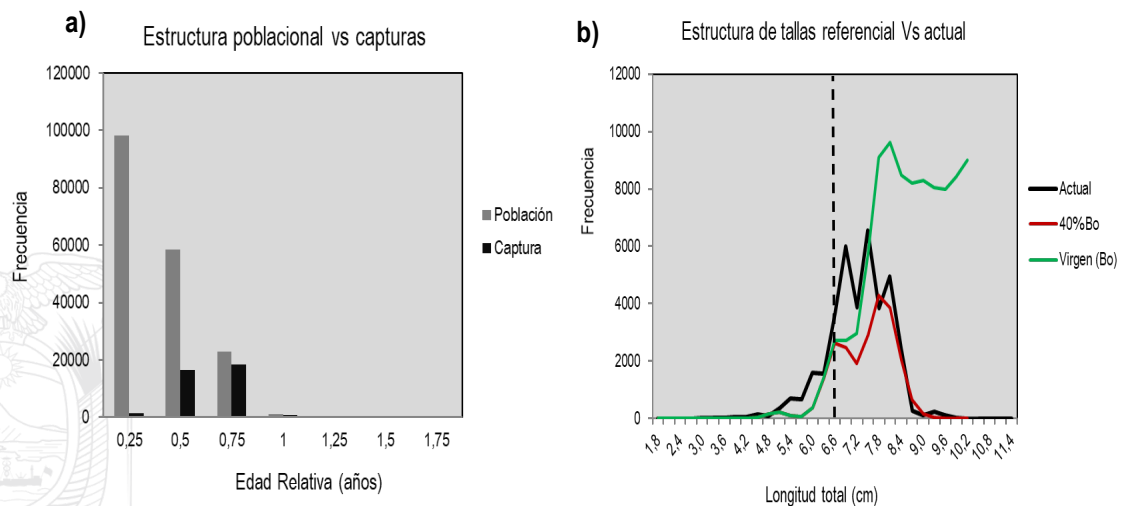 a)
Estructura poblacional vs capturas
120000
100000
80000
60000
40000
20000
0
Frecuencia
0,25 0,5 0,75 1 1,25 1,5 1,75
Edad Relativa (años)
Población
Captura
b)
Estructura de tallas referencial Vs actual
12000
10000
8000
6000
4000
2000
0
Frecuencia
1,8 2,4 3,0 3,6 4,2 4,8 5,4 6,0 6,6 7,2 7,8 8,4 9,0 9,6 10,2 10,8 11,4
Longitud total (cm)
Actual
40%Bo
Virgen (Bo)